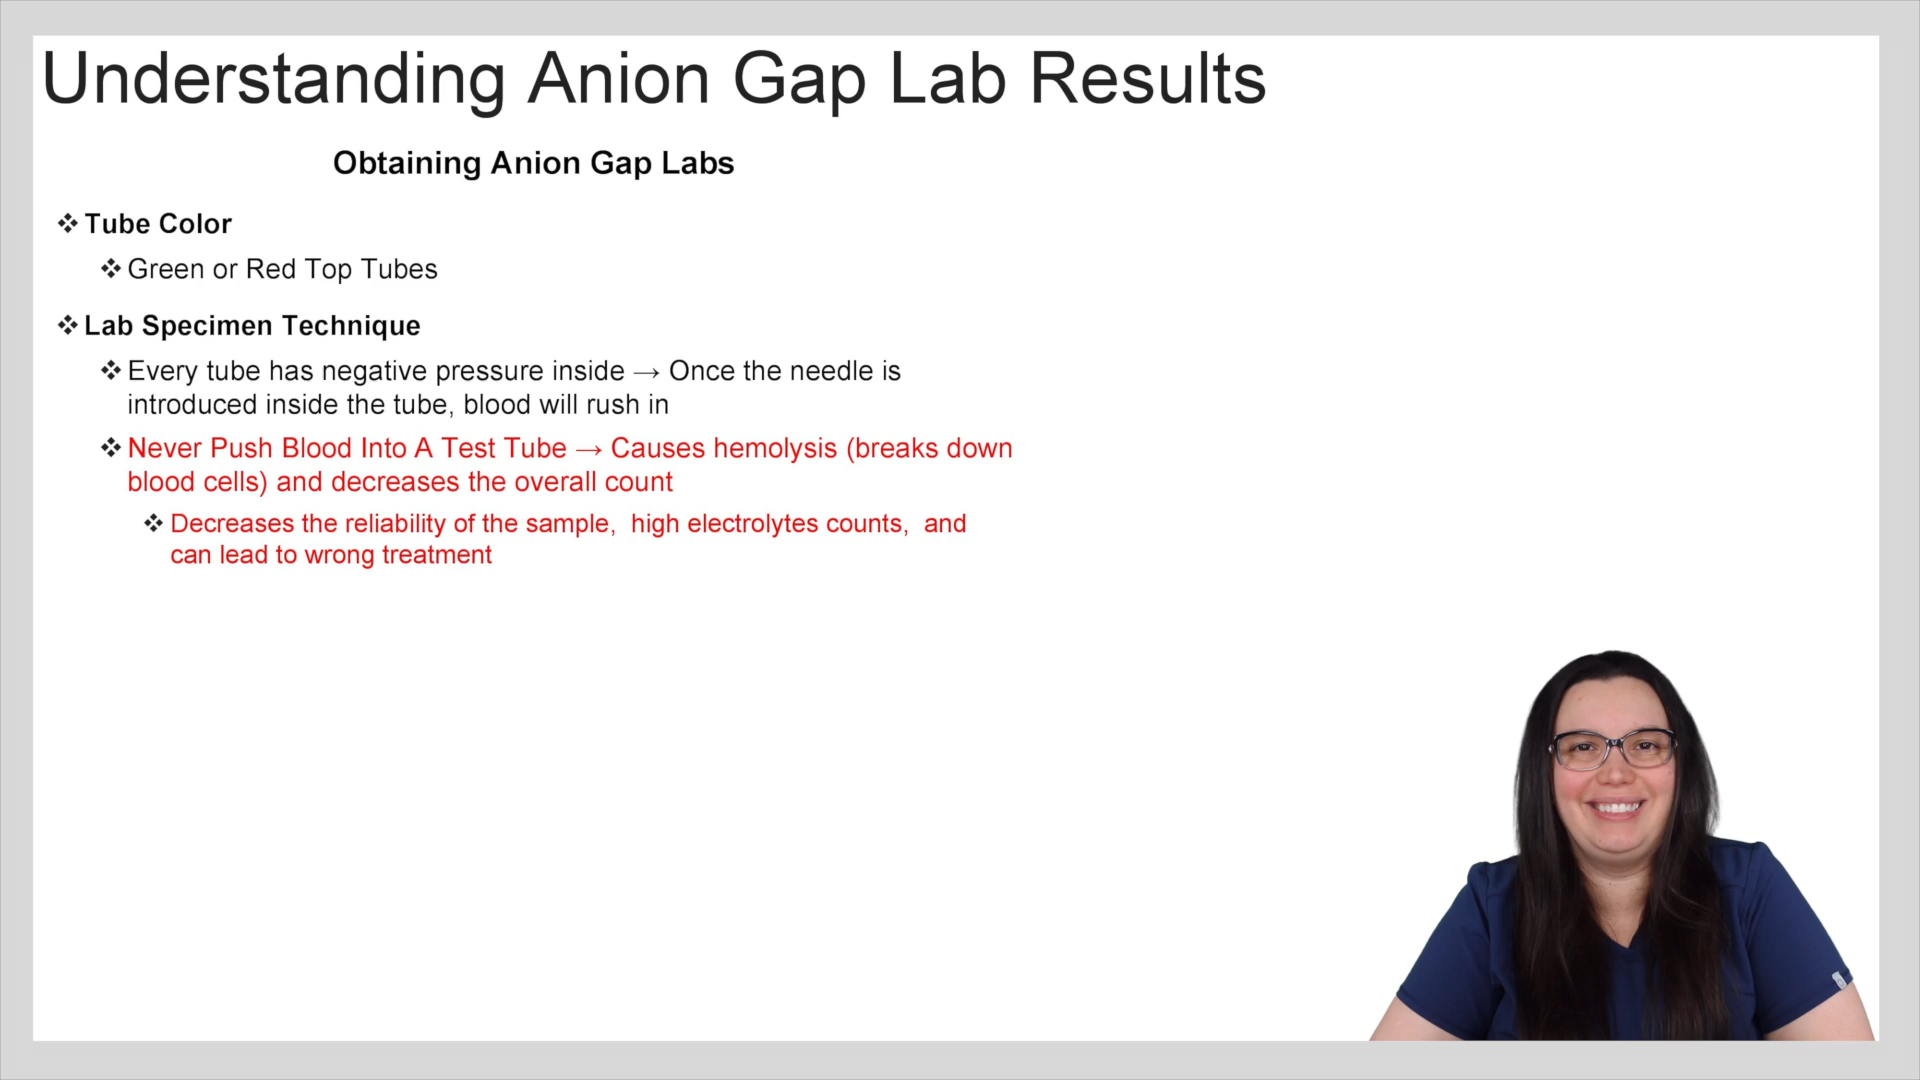 Understanding Anion Gap Lab Results
Obtaining Anion Gap Labs
❖ Tube Color
❖ Green or Red Top Tubes
❖ Lab Specimen Technique
❖ Every tube has negative pressure inside → Once the needle is
introduced inside the tube, blood will rush in
❖ Never Push Blood Into A Test Tube → Causes hemolysis (breaks down
blood cells) and decreases the overall count
❖ Decreases the reliability of the sample,  high electrolytes counts,  and
can lead to wrong treatment